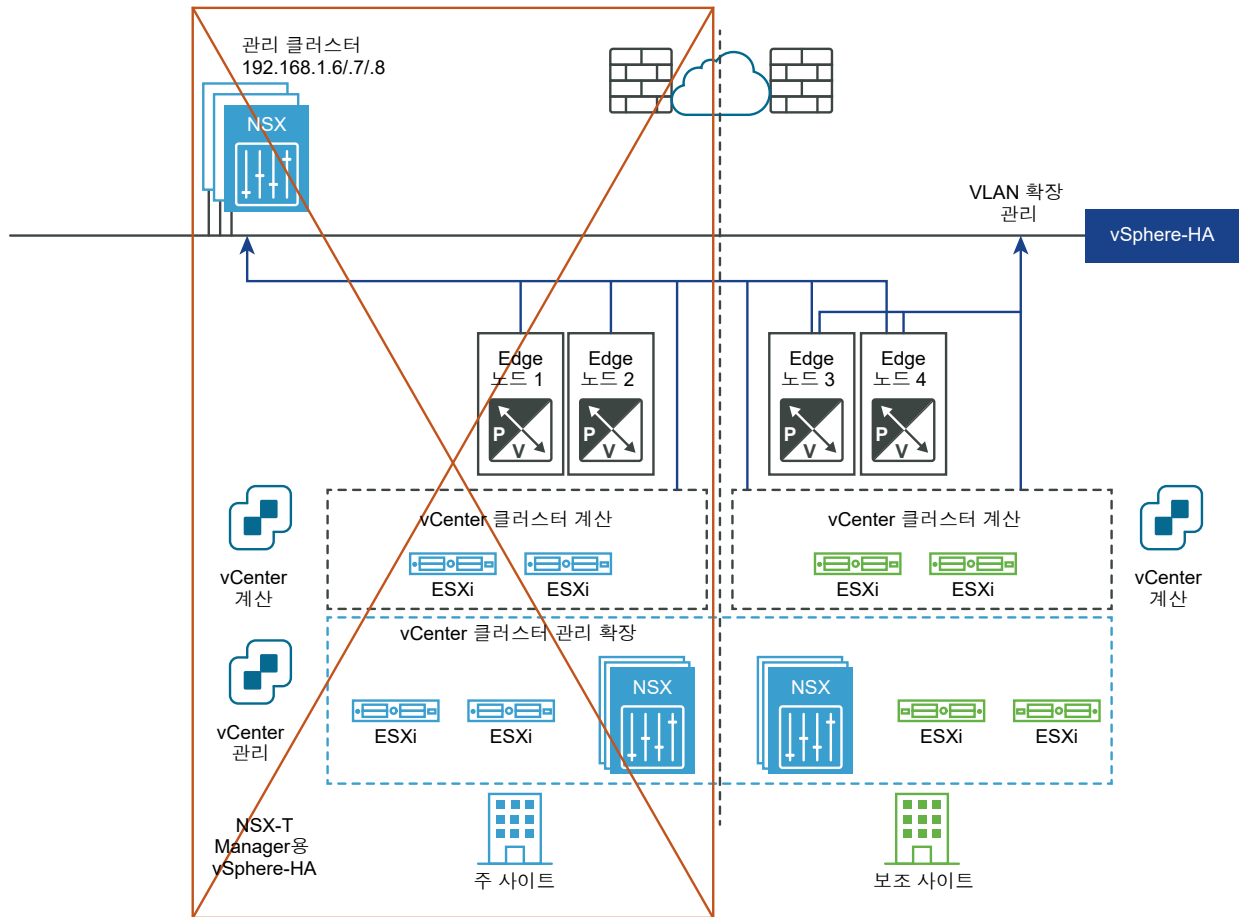 관리 클러스터
192.168.1.6/.7/.8
NSX
VLAN 확장
관리
vSphere-HA
Edge
노드 1
Edge
노드 2
Edge
노드 3
Edge
노드 4
P
V
P
V
P
V
P
V
vCenter 클러스터 계산
vCenter 클러스터 계산
ESXi
ESXi
ESXi
ESXi
vCenter
계산
vCenter
계산
vCenter 클러스터 관리 확장
NSX
NSX
ESXi
ESXi
ESXi
ESXi
vCenter
관리
NSX-T
Manager용
vSphere-HA
주 사이트
보조 사이트